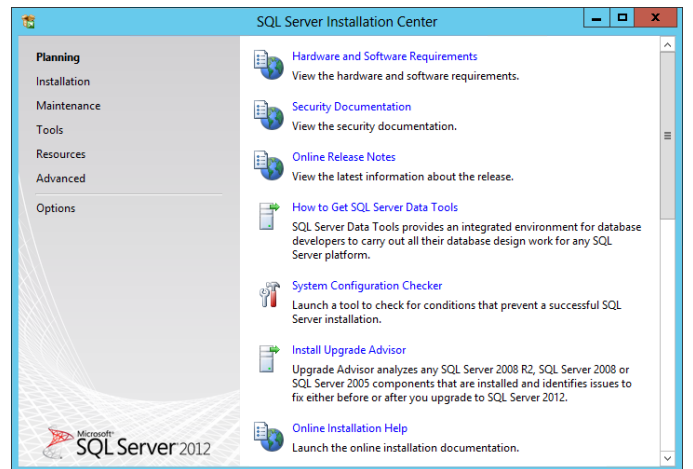 SQL Server Installation Center
Planning
Installation
Maintenance
Tools
Resources
Advanced
Options
Hardware and Software Requirements
View the hardware and software requirements.
Security Documentation
View the security documentation.
Online Release Notes
View the latest information about the release.
How to Get SQL Server Data Tools
SQL Server Data Tools provides an integrated environment for database
developers to carry out all their database design work for any SQL
Server platform.
System Configuration Checker
Launch a tool to check for conditions that prevent a successful SQL
Server installation.
Install Upgrade Advisor
Upgrade Advisor analyzes any SQL Server 2008 R2, SQL Server 2008 or
SQL Server 2005 components that are installed and identifies issues to
fix either before or after you upgrade to SQL Server 2012.
Online Installation Help
Launch the online installation documentation.
Microsoft
SQL Server 2012